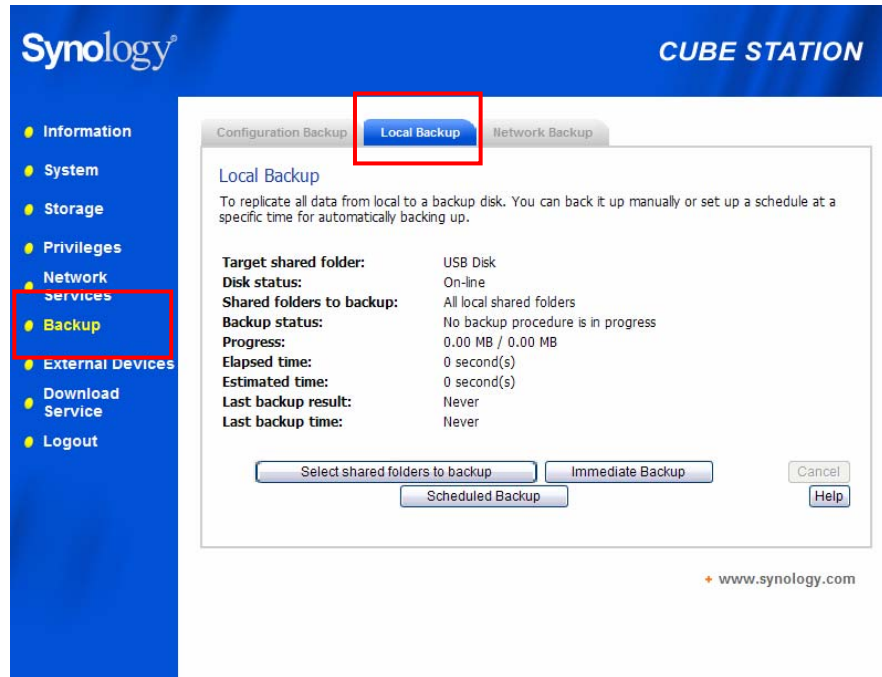 Synology®
CUBE STATION
Information
System
Storage
Privileges
Network
Services
Backup
External Devices
Download
Service
Logout
Configuration Backup
Local Backup
Network Backup
Local Backup
To replicate all data from local to a backup disk. You can back it up manually or set up a schedule at a
specific time for automatically backing up.
Target shared folder: USB Disk
Disk status: On-line
Shared folders to backup: All local shared folders
Backup status: No backup procedure is in progress
Progress: 0.00 MB / 0.00 MB
Elapsed time: 0 second(s)
Estimated time: 0 second(s)
Last backup result: Never
Last backup time: Never
Select shared folders to backup
Immediate Backup
Cancel
Scheduled Backup
Help
www.synology.com